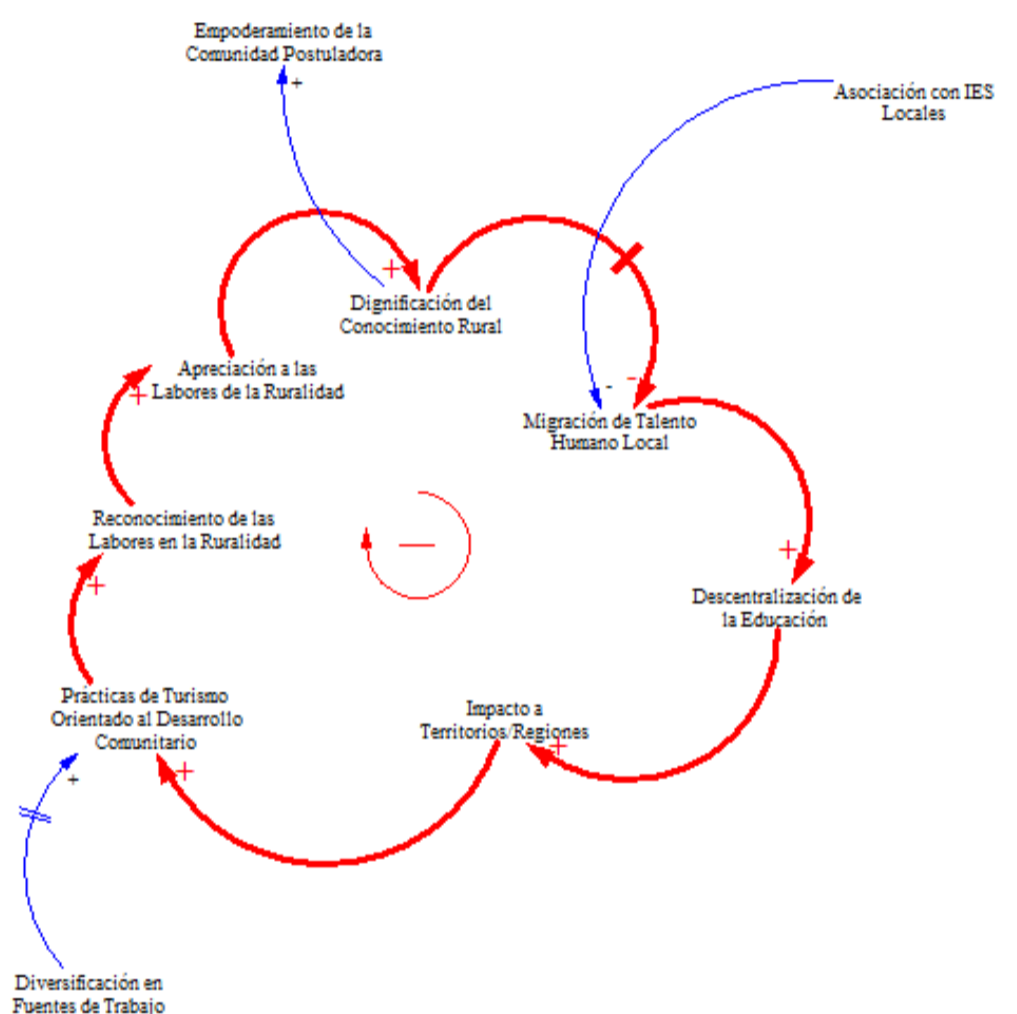 Empoderamiento de la
Comunidad Postuladora
+
Asociación con IES
Locales
+
Dignificación del
Conocimiento Rural
Apreciación a las
Labores de la Ruralidad
+
- -
Migración de Talento
Humano Local
Reconocimiento de las
Labores en la Ruralidad
+
—
+
Descentralización de
la Educación
Prácticas de Turismo
Orientado al Desarrollo
Comunitario
+
+
Impacto a
Territorios/Regiones
+
Diversificación en
Fuentes de Trabajo